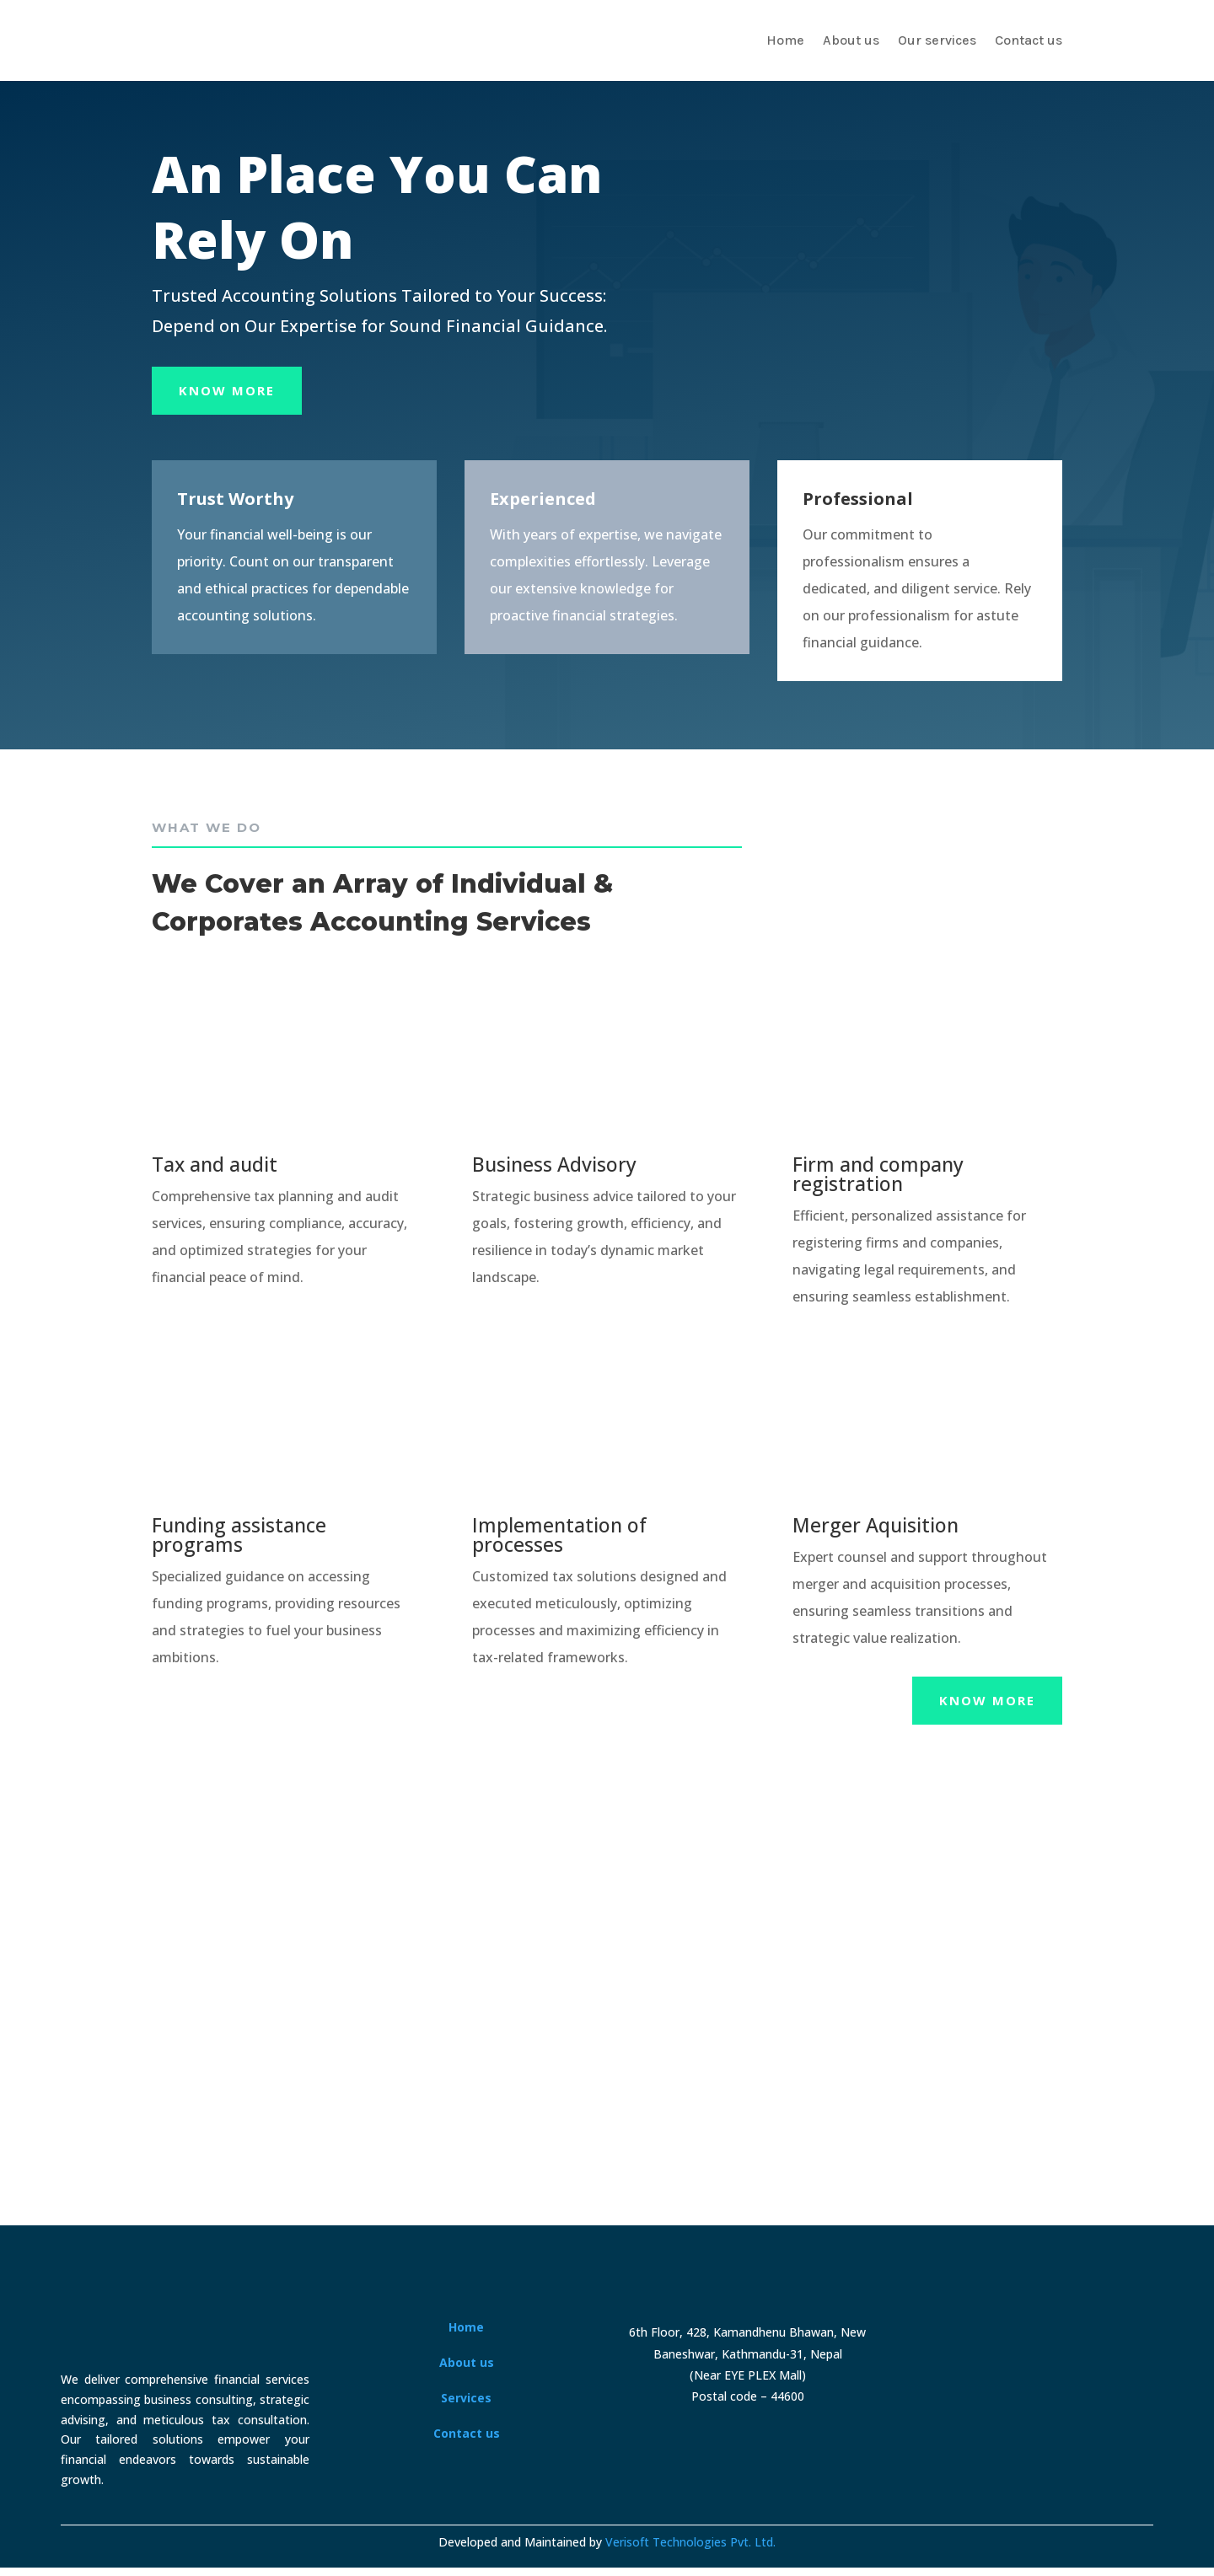 Home About us Our services Contact us
An Place You Can
Rely On
Trusted Accounting Solutions Tailored to Your Success:
Depend on Our Expertise for Sound Financial Guidance.
KNOW MORE
Trust Worthy
Your financial well-being is our
priority. Count on our transparent
and ethical practices for dependable
accounting solutions.
Experienced
With years of expertise, we navigate
complexities effortlessly. Leverage
our extensive knowledge for
proactive financial strategies.
Professional
Our commitment to
professionalism ensures a
dedicated, and diligent service. Rely
on our professionalism for astute
financial guidance.
WHAT WE DO
We Cover an Array of Individual &
Corporates Accounting Services
Tax and audit
Comprehensive tax planning and audit
services, ensuring compliance, accuracy,
and optimized strategies for your
financial peace of mind.
Business Advisory
Strategic business advice tailored to your
goals, fostering growth, efficiency, and
resilience in today’s dynamic market
landscape.
Firm and company
registration
Efficient, personalized assistance for
registering firms and companies,
navigating legal requirements, and
ensuring seamless establishment.
Funding assistance
programs
Specialized guidance on accessing
funding programs, providing resources
and strategies to fuel your business
ambitions.
Implementation of
processes
Customized tax solutions designed and
executed meticulously, optimizing
processes and maximizing efficiency in
tax-related frameworks.
Merger Aquisition
Expert counsel and support throughout
merger and acquisition processes,
ensuring seamless transitions and
strategic value realization.
KNOW MORE
We deliver comprehensive financial services
encompassing business consulting, strategic
advising, and meticulous tax consultation.
Our tailored solutions empower your
financial endeavors towards sustainable
growth.
Home
About us
Services
Contact us
6th Floor, 428, Kamandhenu Bhawan, New
Baneshwar, Kathmandu-31, Nepal
(Near EYE PLEX Mall)
Postal code – 44600
Developed and Maintained by Verisoft Technologies Pvt. Ltd.